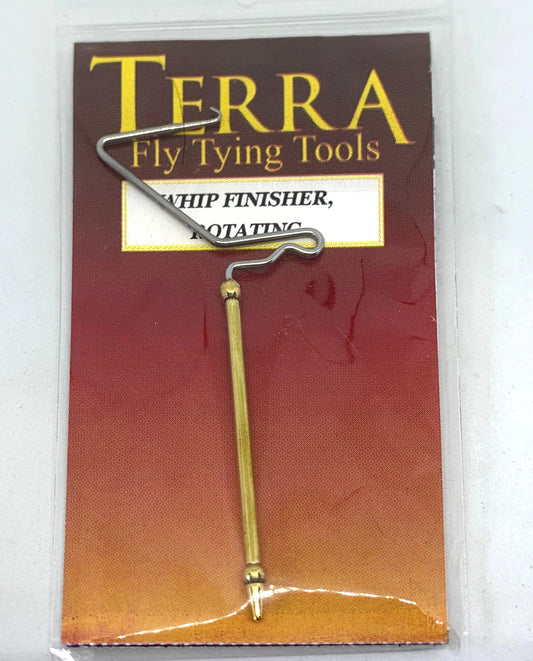 TERRA
Fly Tying Tools
WHIP FINISHER,
ROTATING